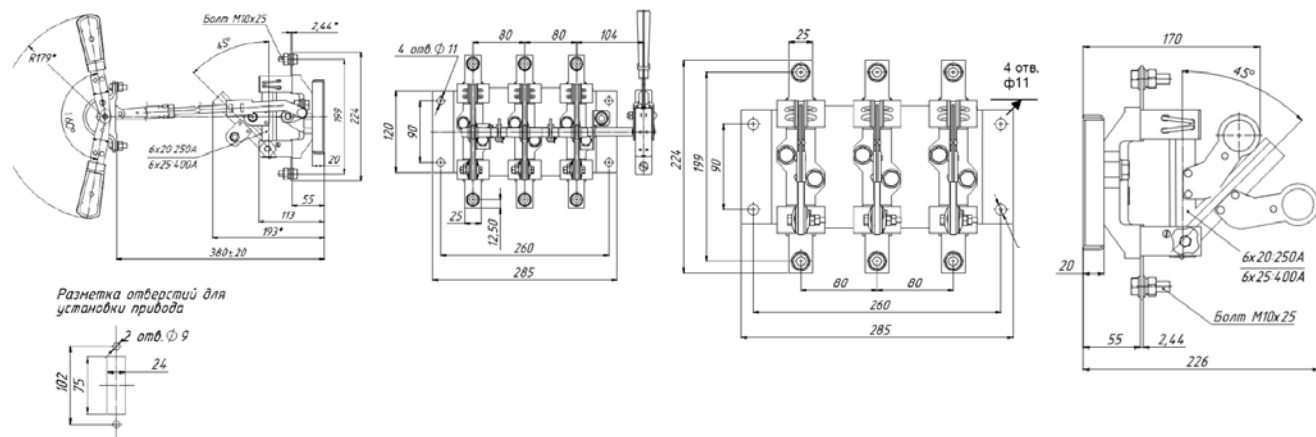 Болт М10х25
2,44*
45°
R179*
160°
6х20-250А
6х25-400А
199
224
20
55
113
193*
380±20
80
80
104
4 отв. Ф 11
120
90
25
12,50
260
285
25
4 отв.
ф11
224
199
90
80
80
260
285
170
45°
6х20-250А
6х25-400А
20
Болт М10х25
55
2,44
226
Разметка отверстий для
установки привода
2 отв. Ф 9
24
102
75